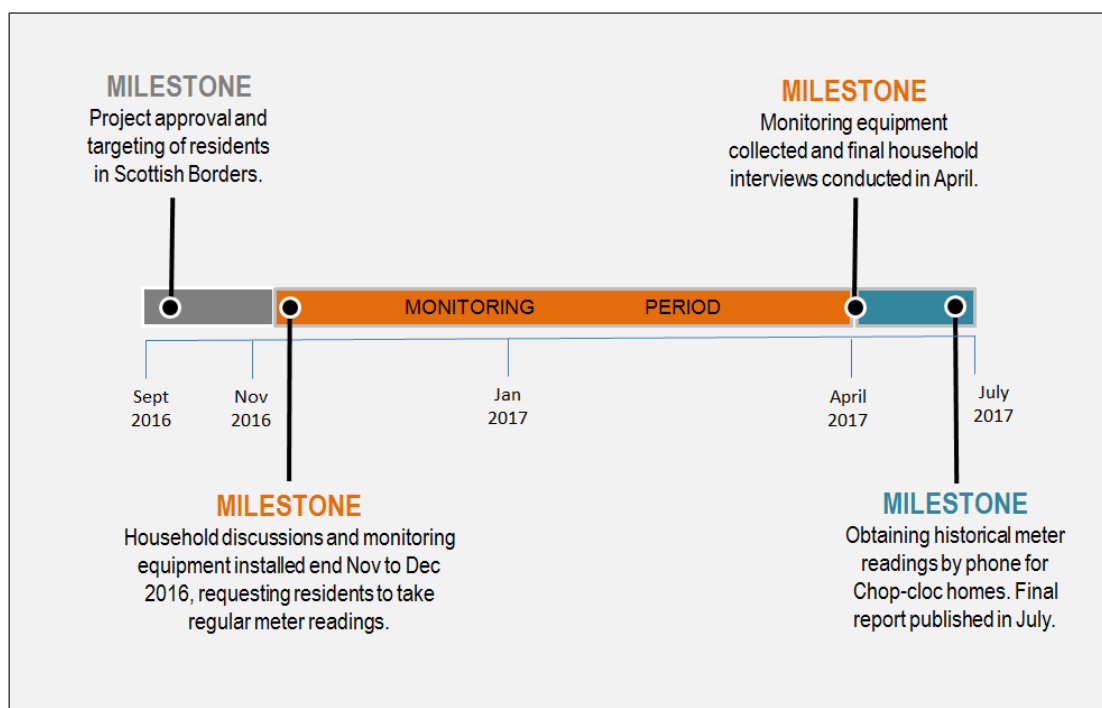 MILESTONE
Project approval and
targeting of residents
in Scottish Borders.
MILESTONE
Monitoring equipment
collected and final household
interviews conducted in April.
MONITORING PERIOD
Sept
2016
Nov
2016
Jan
2017
April
2017
July
2017
MILESTONE
Household discussions and monitoring
equipment installed end Nov to Dec
2016, requesting residents to take
regular meter readings.
MILESTONE
Obtaining historical meter
readings by phone for
Chop-cloc homes. Final
report published in July.